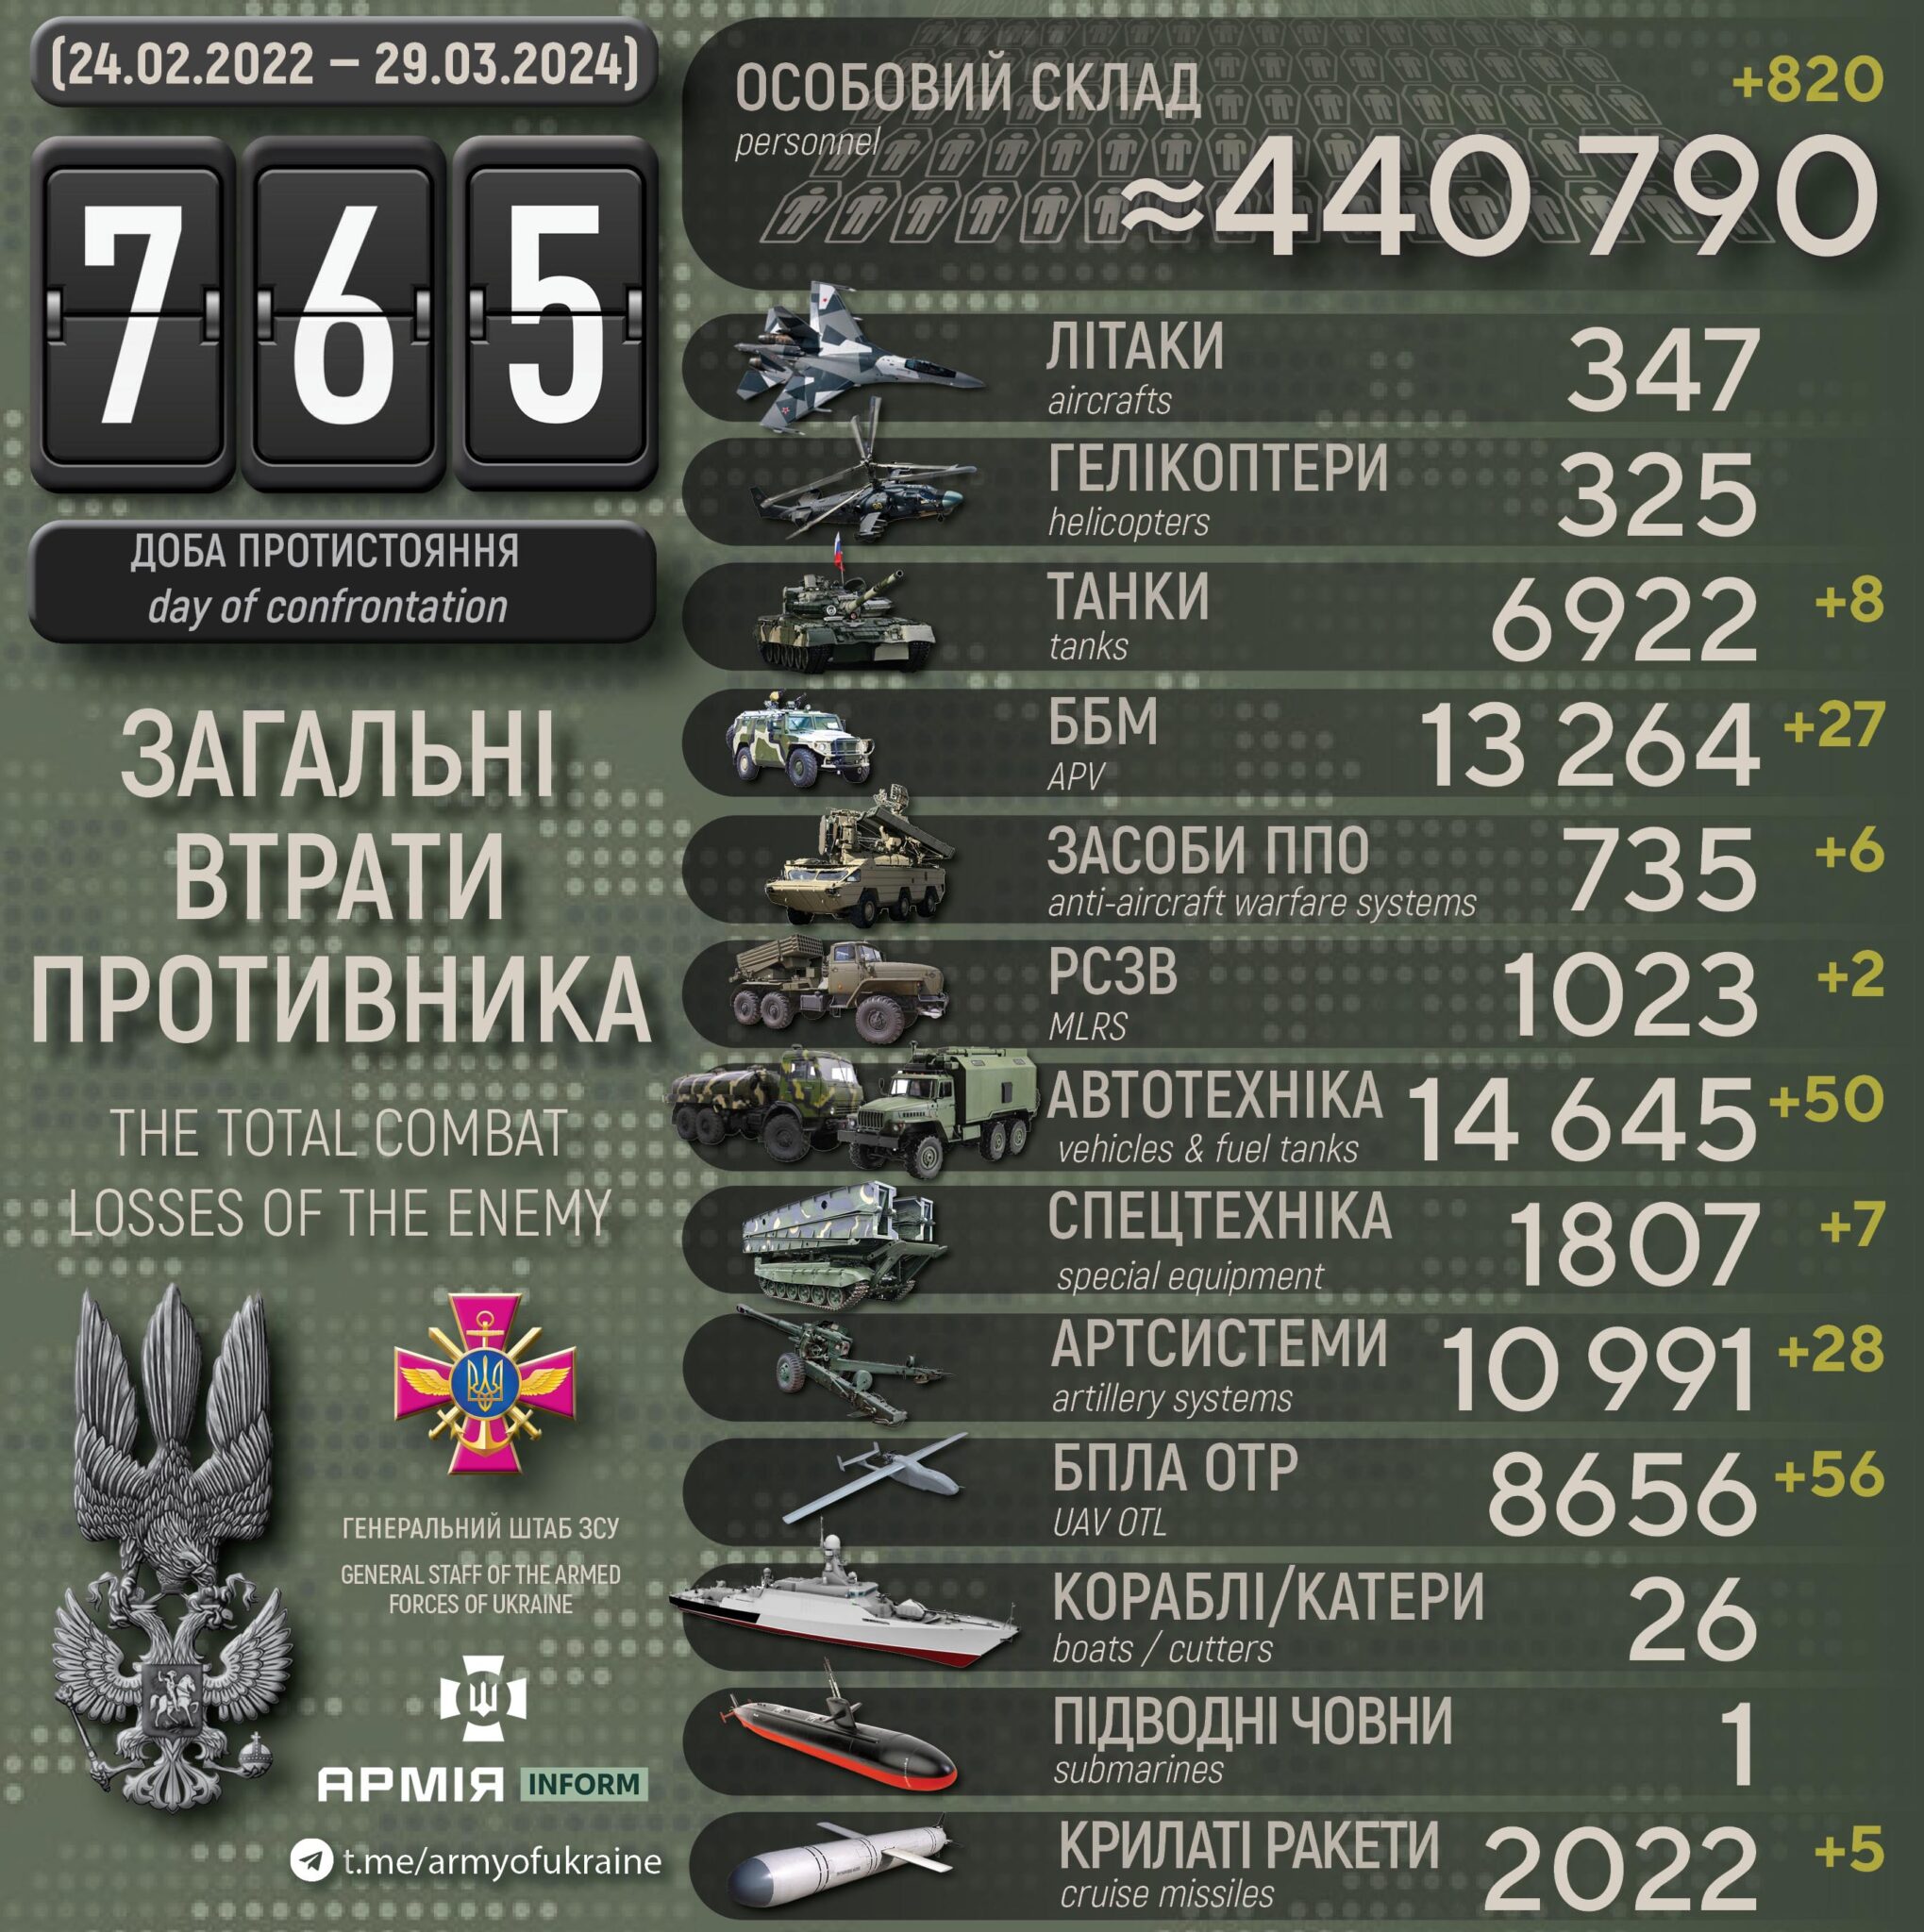 (24.02.2022 – 29.03.2024)
765
ДОБА ПРОТИСТОЯННЯ
day of confrontation
ЗАГАЛЬНІ
ВТРАТИ
ПРОТИВНИКА
THE TOTAL COMBAT
LOSSES OF THE ENEMY
ГЕНЕРАЛЬНИЙ ШТАБ ЗСУ
GENERAL STAFF OF THE ARMED
FORCES OF UKRAINE
АРМІЯ INFORM
t.me/armyofukraine
ОСОБОВИЙ СКЛАД +820
personnel
≈440 790
ЛІТАКИ 347
aircrafts
ГЕЛІКОПТЕРИ 325
helicopters
ТАНКИ 6922 +8
tanks
ББМ 13 264 +27
APV
ЗАСОБИ ППО 735 +6
anti-aircraft warfare systems
РСЗВ 1023 +2
MLRS
АВТОТЕХНІКА 14 645 +50
vehicles & fuel tanks
СПЕЦТЕХНІКА 1807 +7
special equipment
АРТСИСТЕМИ 10 991 +28
artillery systems
БПЛА ОТР 8656 +56
UAV OTL
КОРАБЛІ/КАТЕРИ 26
boats / cutters
ПІДВОДНІ ЧОВНИ 1
submarines
КРИЛАТІ РАКЕТИ 2022 +5
cruise missiles